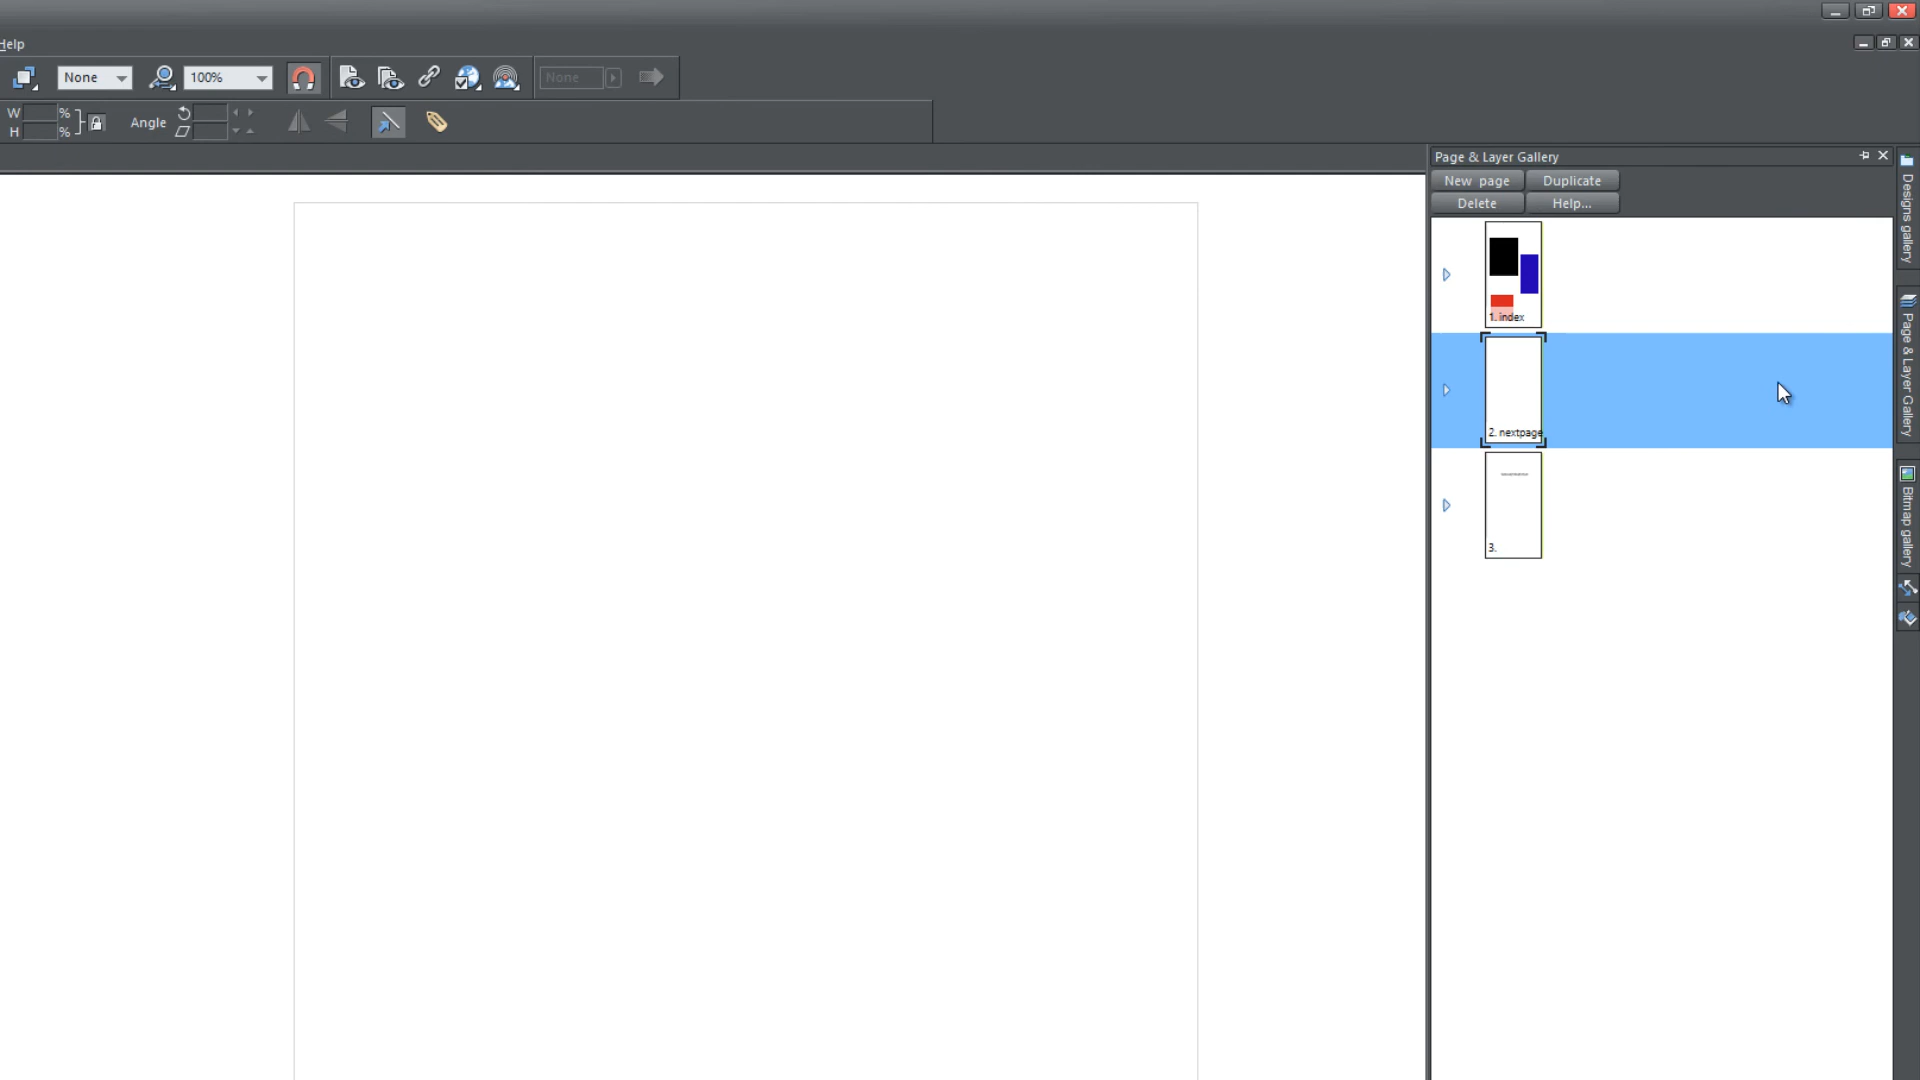 Help
None
100%
None
W %
H %
Angle
Page & Layer Gallery
New page
Duplicate
Delete
Help...
1. index
2. nextpage
3.
Designs gallery
Page & Layer Gallery
Bitmap gallery